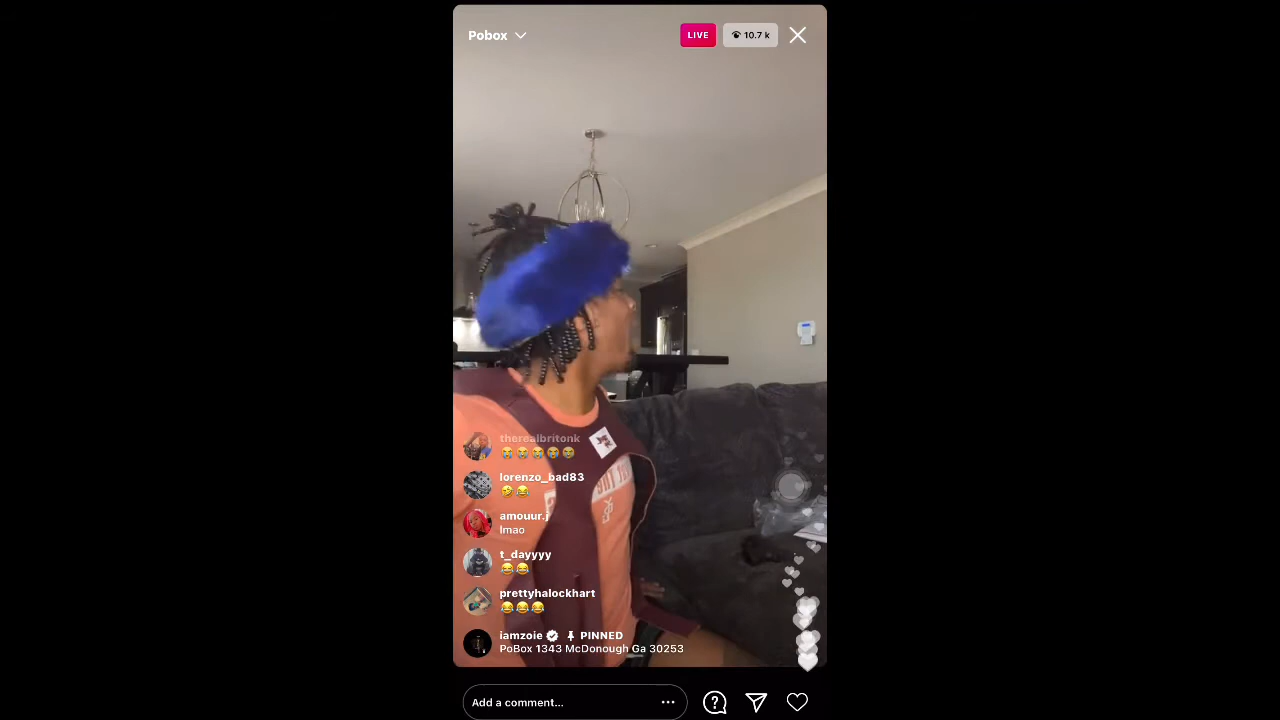 Pobox
LIVE
10.7 k
therealbritonk
😭😭😭😭😭
lorenzo_bad83
🤣😂
amouur.j
lmao
t_dayyyy
😂😂
prettyhalockhart
😂😂😂
iamzoie PINNED
PoBox 1343 McDonough Ga 30253
Add a comment...